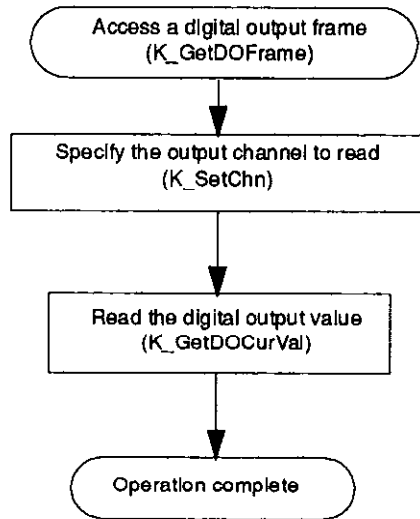 Access a digital output frame
(K_GetDOFrame)
Specify the output channel to read
(K_SetChn)
Read the digital output value
(K_GetDOCurVal)
Operation complete